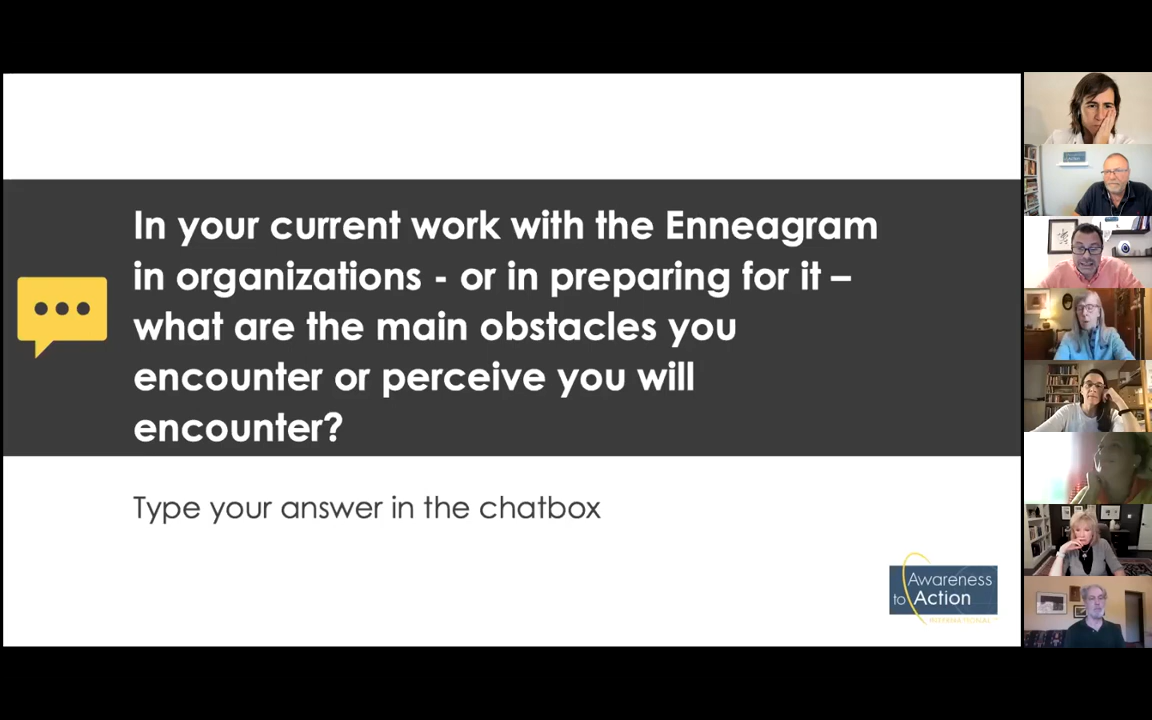 In your current work with the Enneagram
in organizations - or in preparing for it –
what are the main obstacles you
encounter or perceive you will
encounter?
Type your answer in the chatbox
Awareness
to Action
INTERNATIONAL